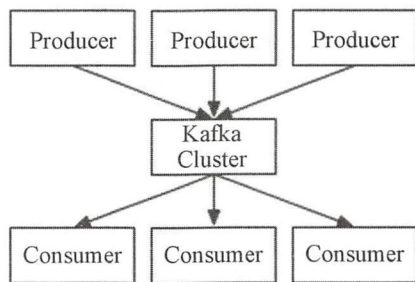 Producer
Producer
Producer
Kafka
Cluster
Consumer
Consumer
Consumer